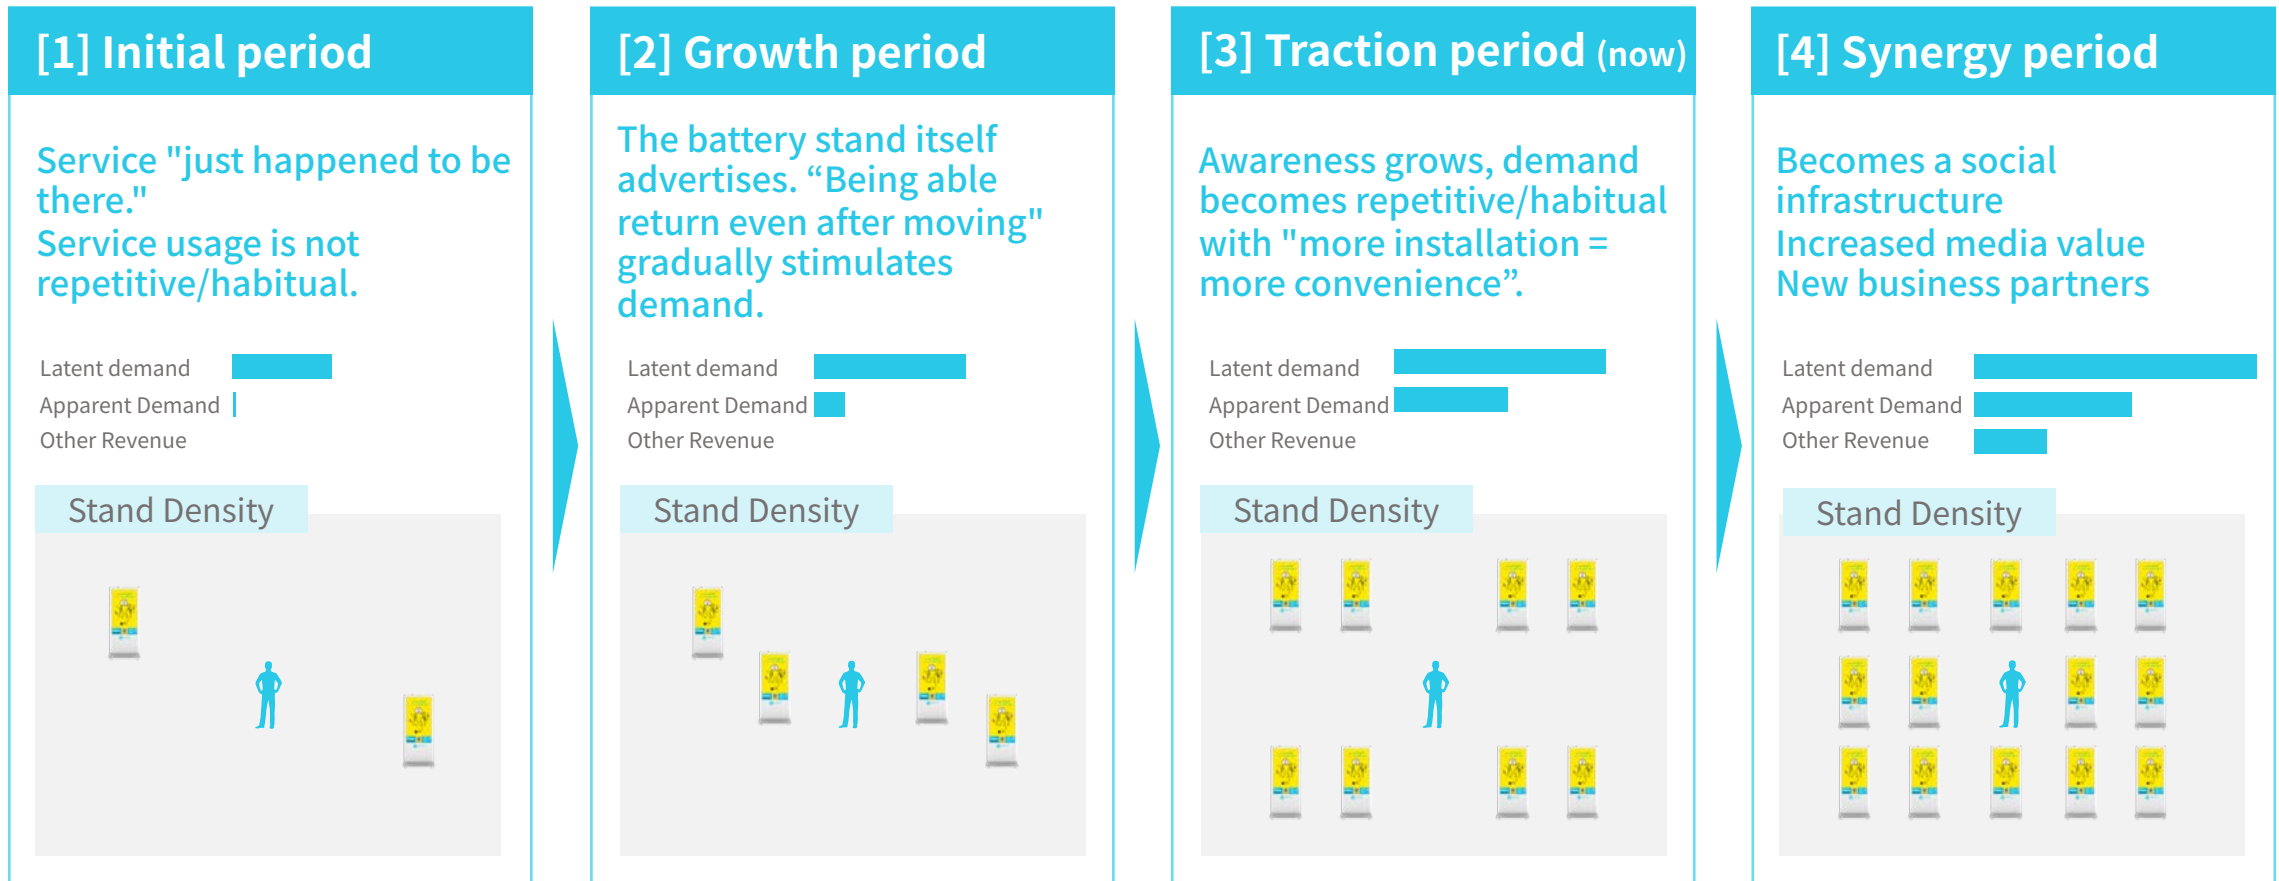 [1] Initial period
Service "just happened to be
there."
Service usage is not
repetitive/habitual.
Latent demand
Apparent Demand
Other Revenue
Stand Density
[2] Growth period
The battery stand itself
advertises. “Being able
return even after moving"
gradually stimulates
demand.
Latent demand
Apparent Demand
Other Revenue
Stand Density
[3] Traction period (now)
Awareness grows, demand
becomes repetitive/habitual
with "more installation =
more convenience”.
Latent demand
Apparent Demand
Other Revenue
Stand Density
[4] Synergy period
Becomes a social
infrastructure
Increased media value
New business partners
Latent demand
Apparent Demand
Other Revenue
Stand Density